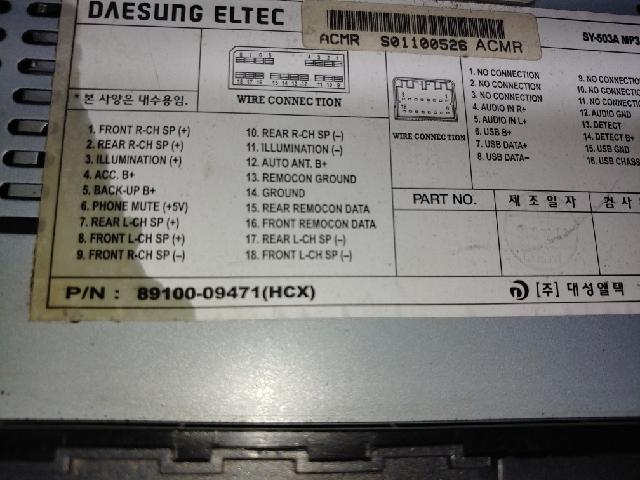 DAESUNG ELTEC
ACMR S01100526 ACMR
SY-503A MP3
* 본 사양은 내수용임.
WIRE CONNECTION
WIRE CONNECTION
1. FRONT R-CH SP (+)
2. REAR R-CH SP (+)
3. ILLUMINATION (+)
4. ACC. B+
5. BACK-UP B+
6. PHONE MUTE (+5V)
7. REAR L-CH SP (+)
8. FRONT L-CH SP (+)
9. FRONT R-CH SP (–)
10. REAR R-CH SP (–)
11. ILLUMINATION (–)
12. AUTO ANT. B+
13. REMOCON GROUND
14. GROUND
15. REAR REMOCON DATA
16. FRONT REMOCON DATA
17. REAR L-CH SP (–)
18. FRONT L-CH SP (–)
1. NO CONNECTION
2. NO CONNECTION
3. NO CONNECTION
4. AUDIO IN R+
5. AUDIO IN L+
6. USB B+
7. USB DATA+
8. USB DATA–
9. NO CONNECTION
10. NO CONNECTION
11. NO CONNECTION
12. AUDIO GND
13. DETECT
14. DETECT B+
15. USB GND
16. USB CHASS
PART NO.
제 조 일 자
검 사
P/N : 89100-09471(HCX)
[주] 대성엘텍